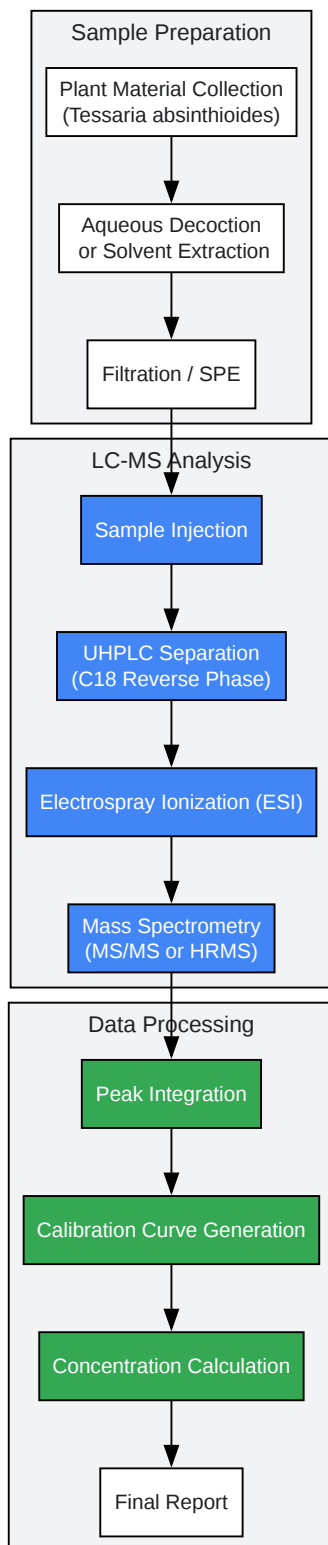 Sample Preparation
Plant Material Collection
(Tessaria absinthioides)
Aqueous Decoction
or Solvent Extraction
Filtration / SPE
LC-MS Analysis
Sample Injection
UHPLC Separation
(C18 Reverse Phase)
Electrospray Ionization (ESI)
Mass Spectrometry
(MS/MS or HRMS)
Data Processing
Peak Integration
Calibration Curve Generation
Concentration Calculation
Final Report